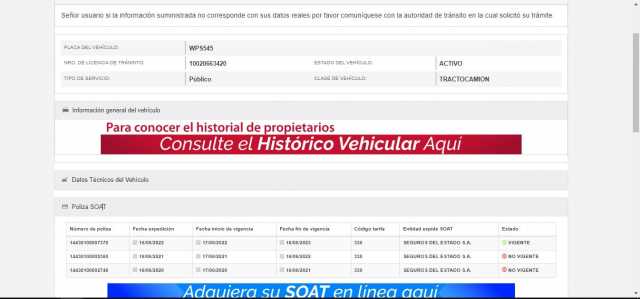 Señor usuario si la información suministrada no corresponde con sus datos reales por favor comuníquese con la autoridad de tránsito en la cual solicitó su trámite.
PLACA DEL VEHÍCULO: WPS545
NRO. DE LICENCIA DE TRÁNSITO: 10020663420 ESTADO DEL VEHÍCULO: ACTIVO
TIPO DE SERVICIO: Público CLASE DE VEHÍCULO: TRACTOCAMION
Información general del vehículo
Para conocer el historial de propietarios
Consulte el Histórico Vehicular Aquí
Datos Técnicos del Vehículo
Poliza SOAT
Número de poliza Fecha expedición Fecha inicio de vigencia Fecha fin de vigencia Código tarifa Entidad expide SOAT Estado
16/06/2022 17/06/2022 16/06/2023 330 SEGUROS DEL ESTADO S.A. VIGENTE
16/06/2021 17/06/2021 16/06/2022 330 SEGUROS DEL ESTADO S.A. NO VIGENTE
16/06/2020 17/06/2020 16/06/2021 330 SEGUROS DEL ESTADO S.A. NO VIGENTE
Adquiera su SOAT en línea aquí